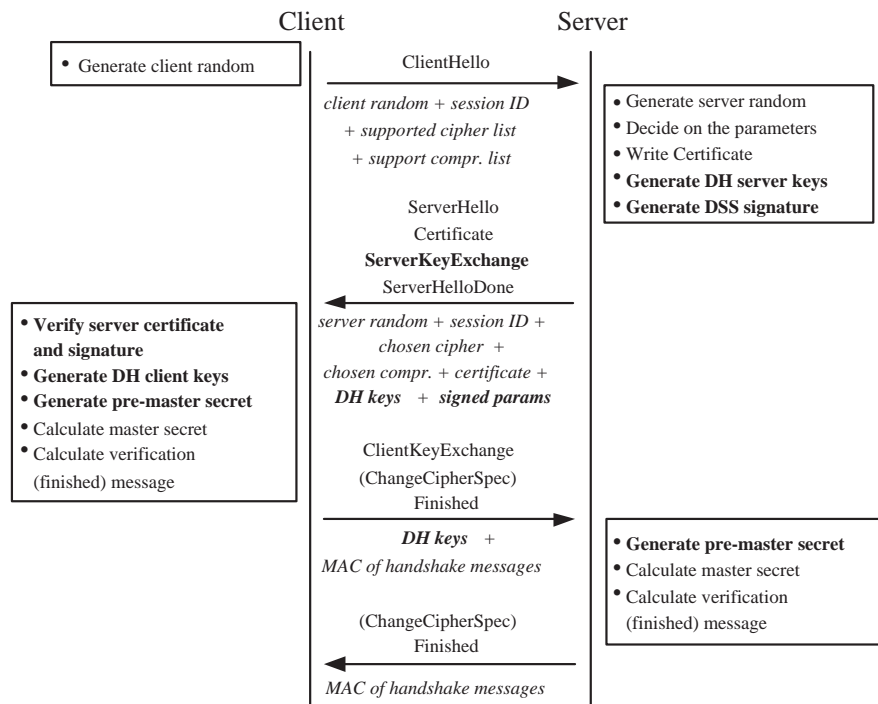 Client
Server
• Generate client random
ClientHello
client random + session ID
+ supported cipher list
+ support compr. list
• Generate server random
• Decide on the parameters
• Write Certificate
• Generate DH server keys
• Generate DSS signature
ServerHello
Certificate
ServerKeyExchange
ServerHelloDone
server random + session ID +
chosen cipher +
chosen compr. + certificate +
DH keys + signed params
• Verify server certificate
and signature
• Generate DH client keys
• Generate pre-master secret
• Calculate master secret
• Calculate verification
(finished) message
ClientKeyExchange
(ChangeCipherSpec)
Finished
DH keys +
MAC of handshake messages
• Generate pre-master secret
• Calculate master secret
• Calculate verification
(finished) message
(ChangeCipherSpec)
Finished
MAC of handshake messages